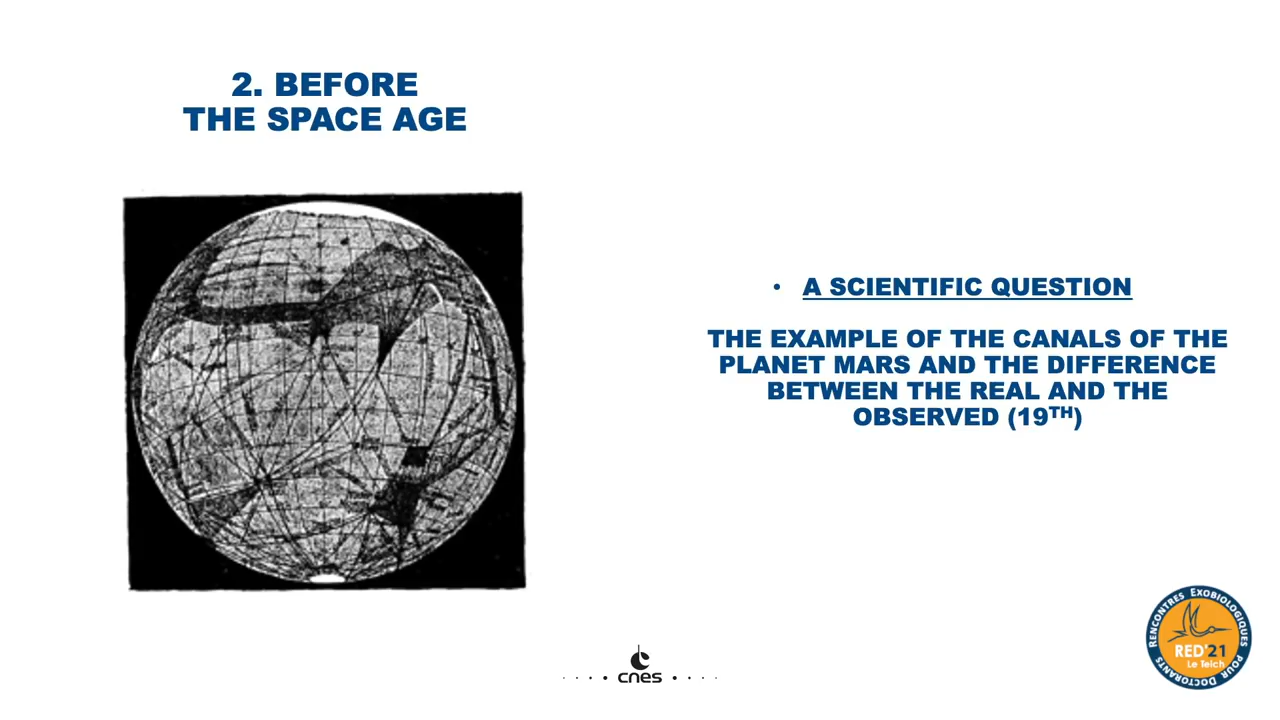 2. BEFORE
THE SPACE AGE
• A SCIENTIFIC QUESTION
THE EXAMPLE OF THE CANALS OF THE
PLANET MARS AND THE DIFFERENCE
BETWEEN THE REAL AND THE
OBSERVED (19TH)
cnes
RENCONTRES EXOBIOLOGIQUES
POUR DOCTORANTS
RED'21
Le Teich